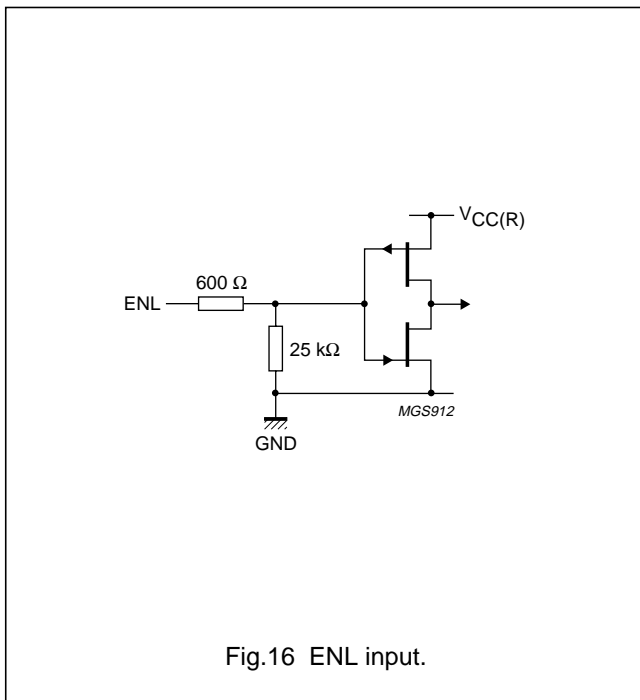 VCC(R)
600 Ω
ENL
25 kΩ
MGS912
GND
Fig.16 ENL input.